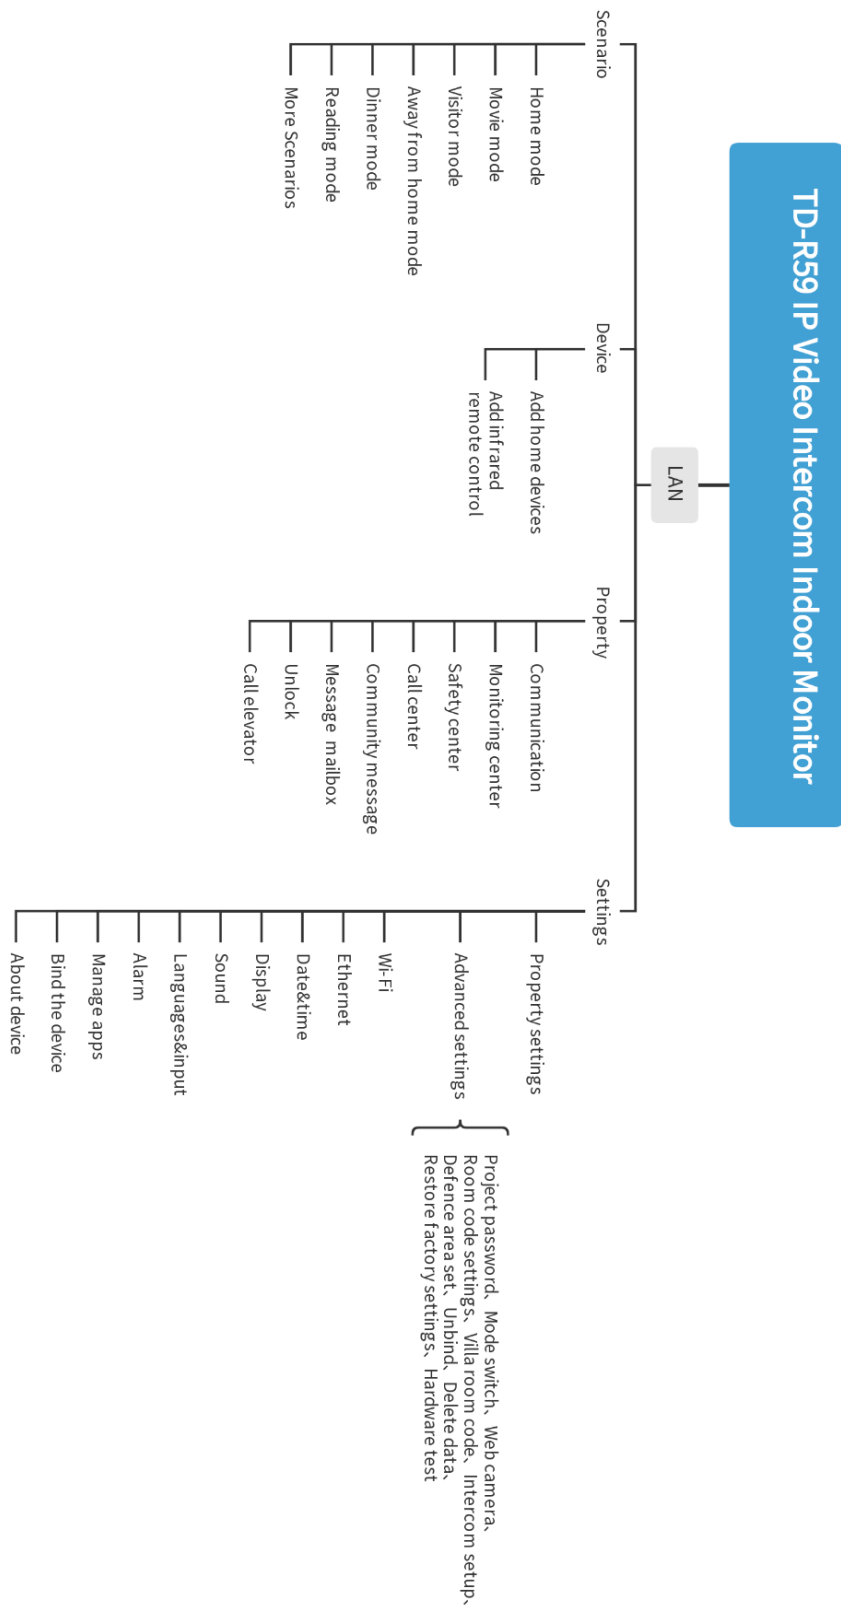 TD-R59 IP Video Intercom Indoor Monitor
LAN
Scenario
Home mode
Movie mode
Visitor mode
Away from home mode
Dinner mode
Reading mode
More Scenarios
Device
Add home devices
Add infrared
remote control
Property
Communication
Monitoring center
Safety center
Call center
Community message
Message mailbox
Unlock
Call elevator
Settings
Property settings
Advanced settings
Project password、Mode switch、Web camera、
Room code settings、Villa room code、Intercom setup、
Defence area set、Unbind、Delete data、
Restore factory settings、Hardware test
Wi-Fi
Ethernet
Date&time
Display
Sound
Languages&input
Alarm
Manage apps
Bind the device
About device